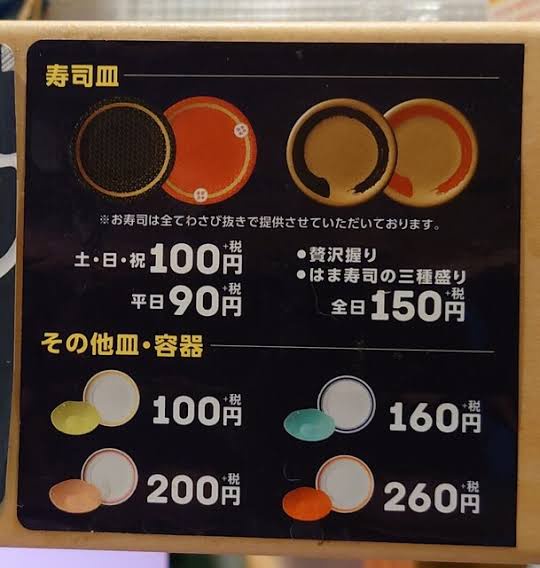 寿司皿
※お寿司は全てわさび抜きで提供させていただいております。
土・日・祝100円+税
平日90円+税
●贅沢握り
●はま寿司の三種盛り
全日150円+税
その他皿・容器
100円+税
160円+税
200円+税
260円+税